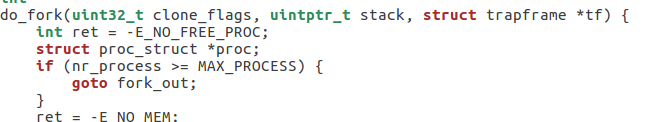 do_fork(uint32_t clone_flags, uintptr_t stack, struct trapframe *tf) {
    int ret = -E_NO_FREE_PROC;
    struct proc_struct *proc;
    if (nr_process >= MAX_PROCESS) {
        goto fork_out;
    }
    ret = -E_NO_MEM;